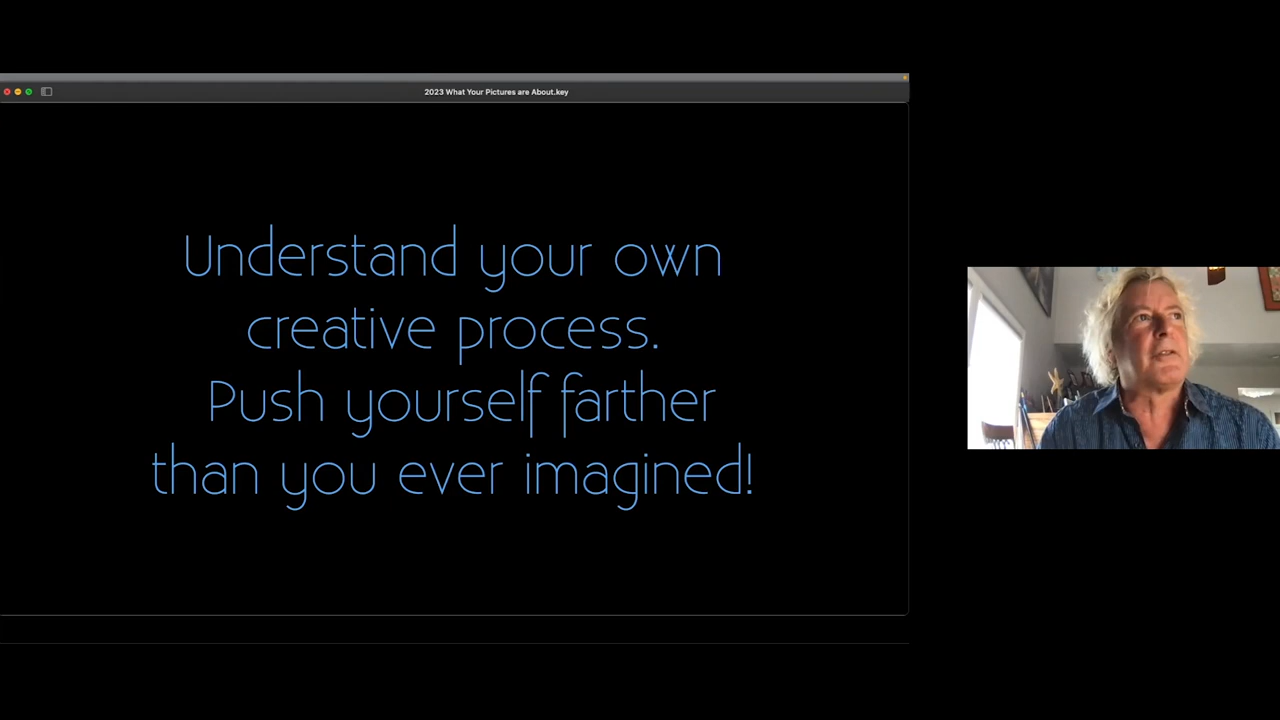 2023 What Your Pictures are About.key
Understand your own
creative process.
Push yourself farther
than you ever imagined!